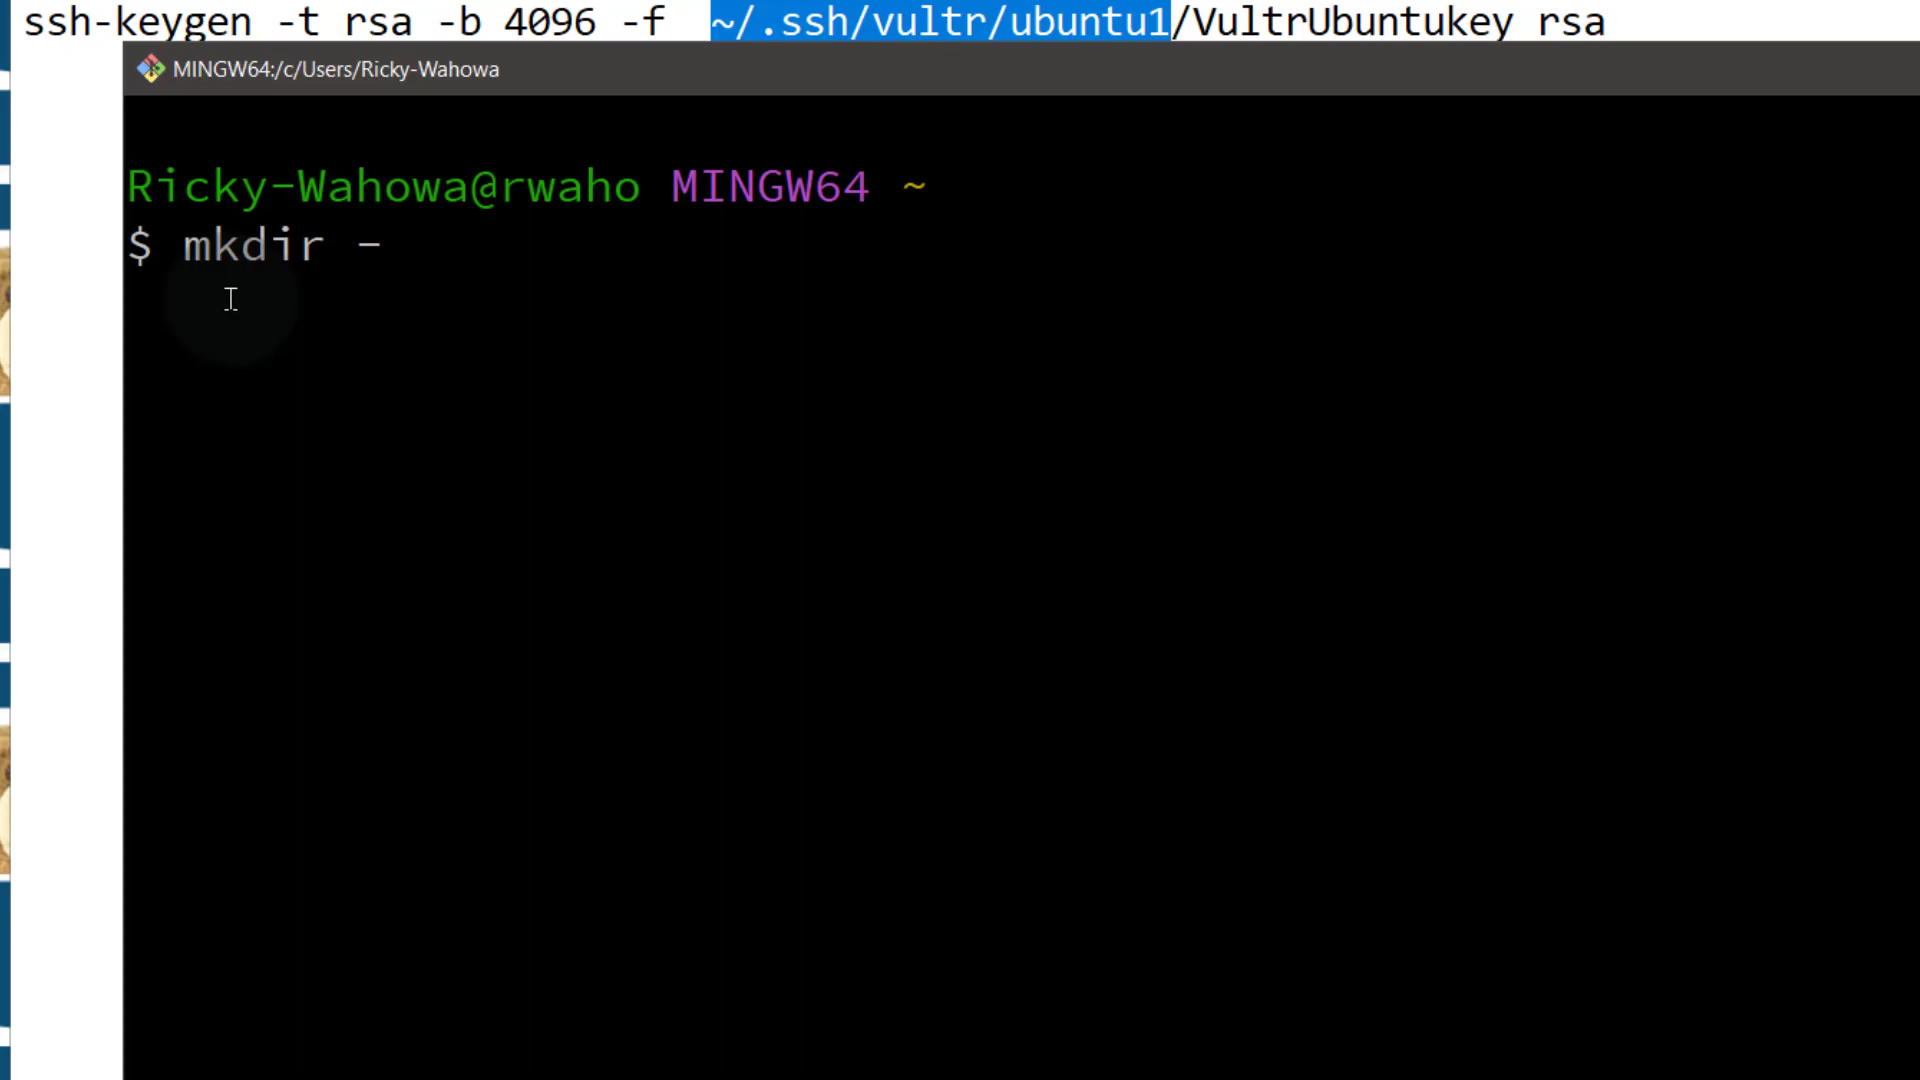 ssh-keygen -t rsa -b 4096 -f  ~/.ssh/vultr/ubuntu1/VultrUbuntukey rsa
MINGW64:/c/Users/Ricky-Wahowa
Ricky-Wahowa@rwaho MINGW64 ~
$ mkdir -